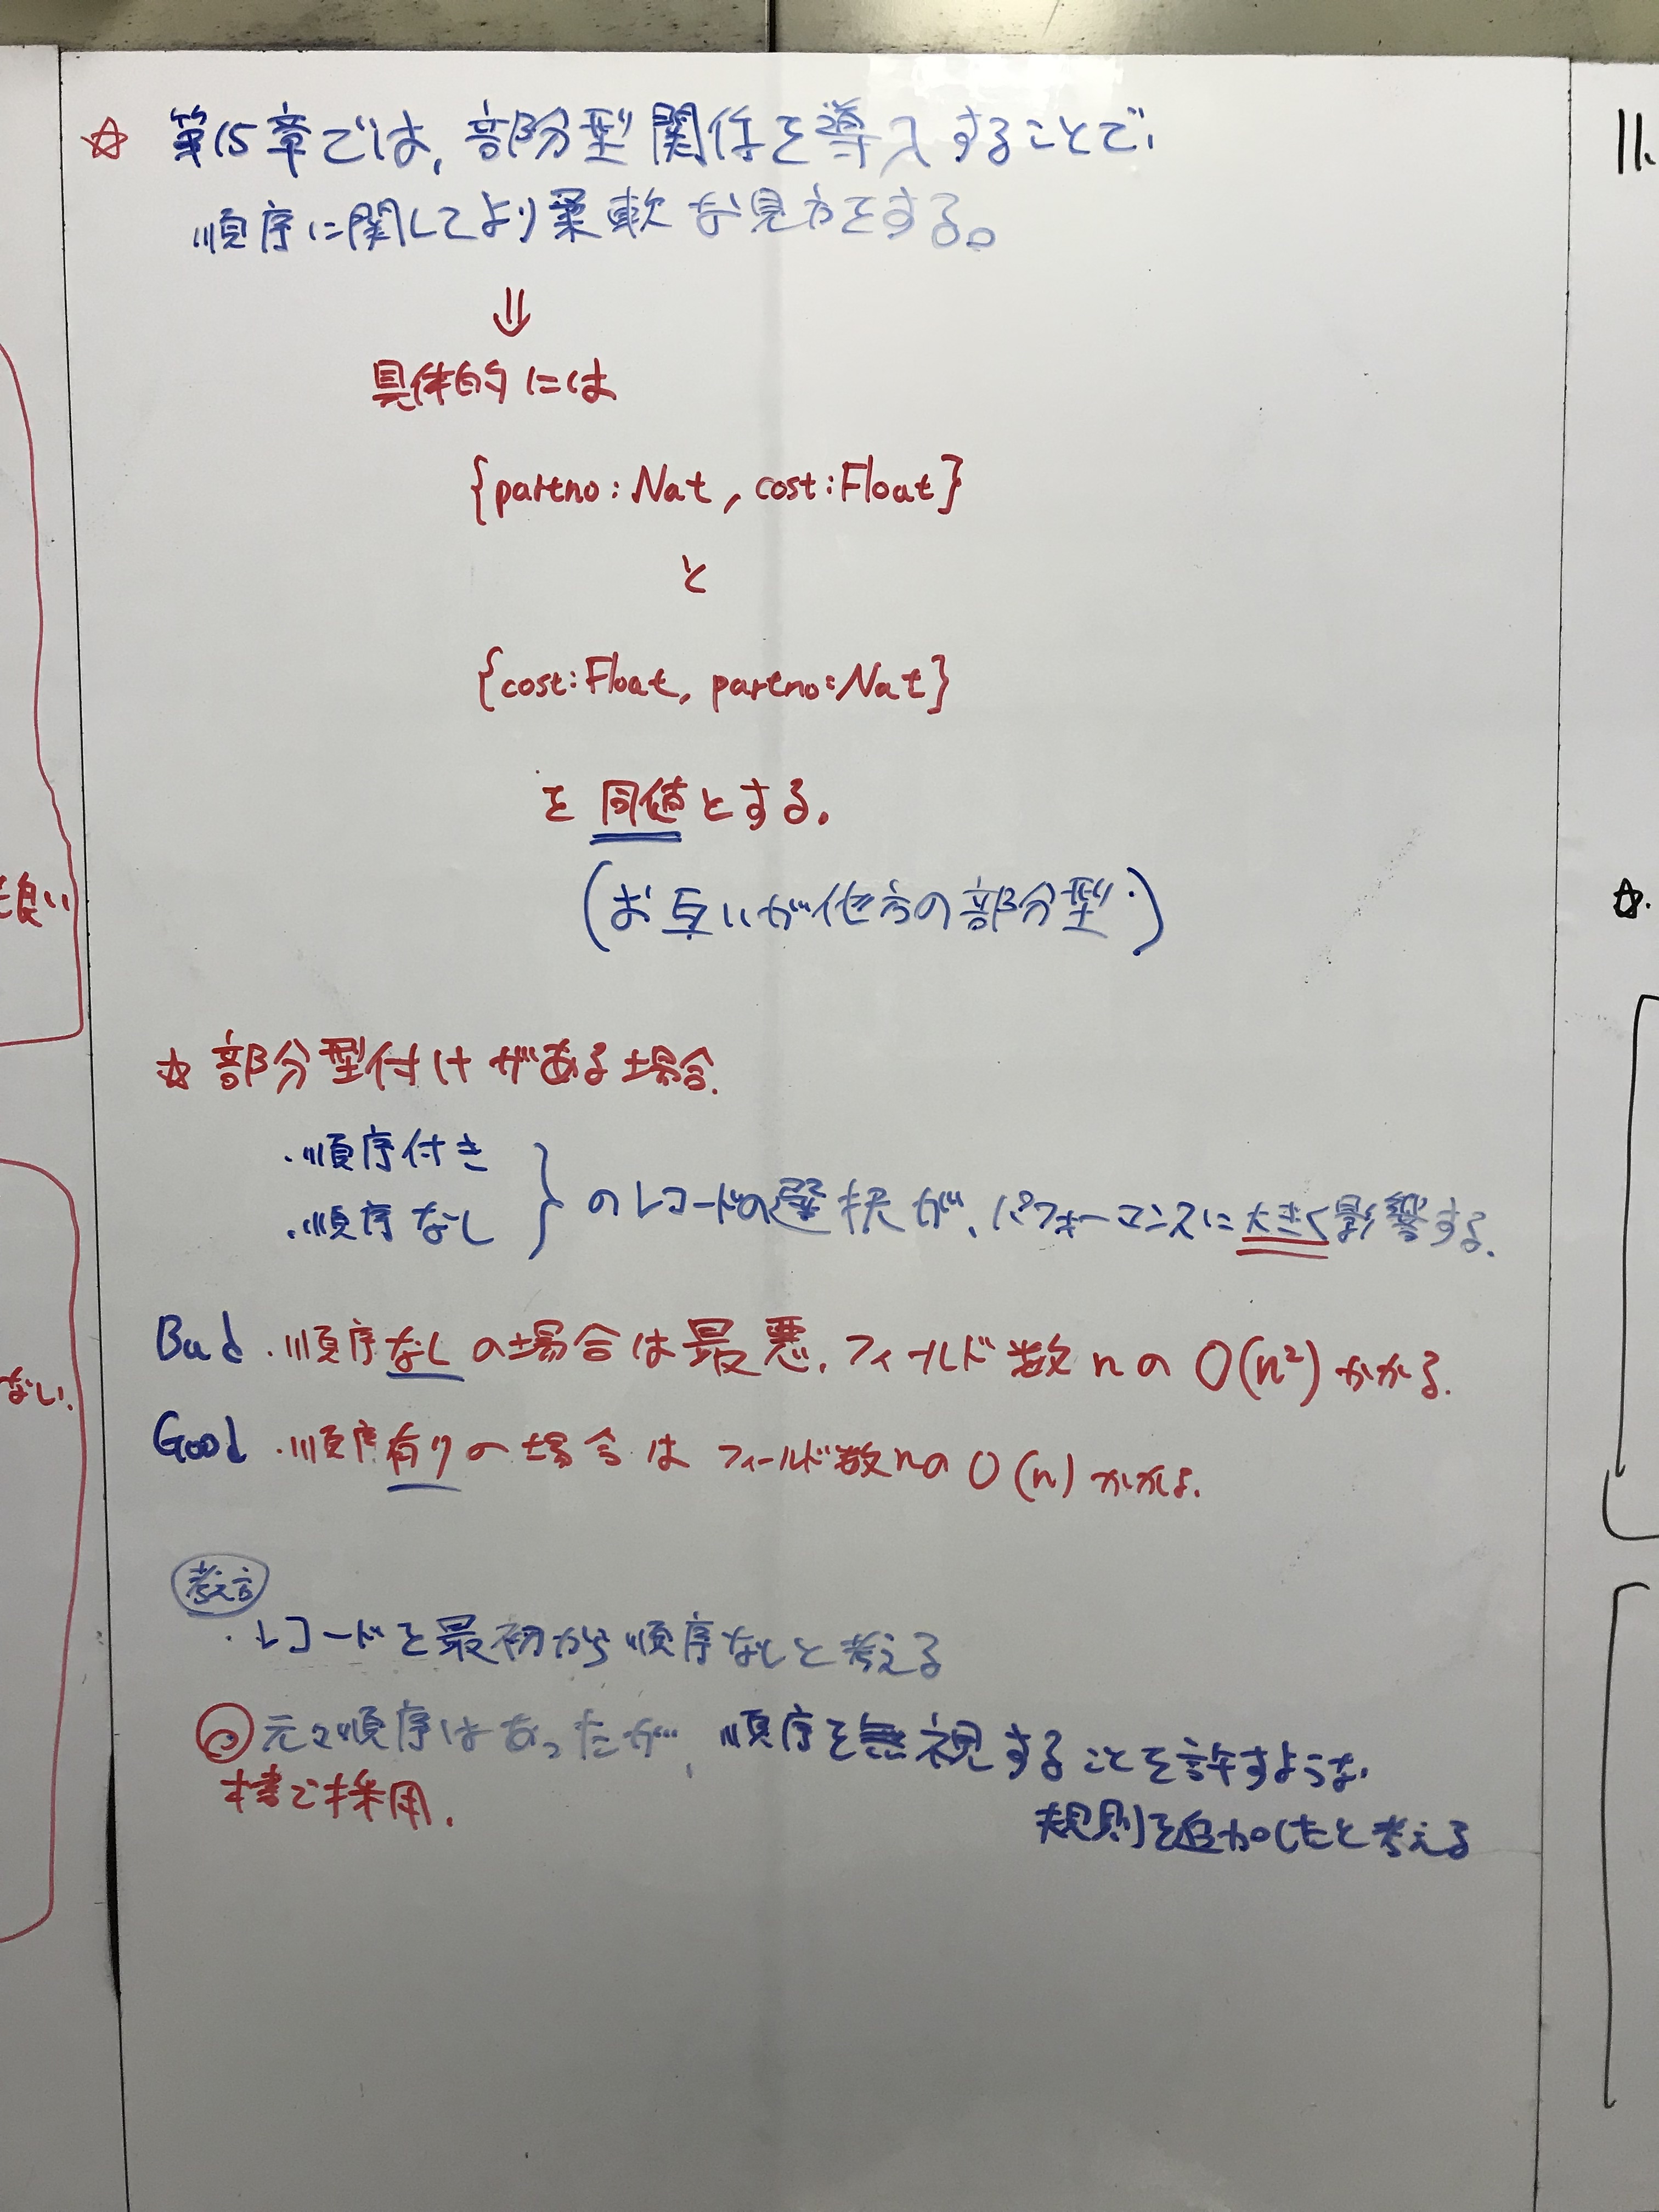 ☆ 第15章では, 部分型関係を導入することで,
順序に関してより柔軟な見方をする。
⇓
具体的には
{partno:Nat, cost:Float}
と
{cost:Float, partno:Nat}
を同値とする.
(お互いが他方の部分型.)
☆ 部分型付けがある場合.
・順序付き
・順序なし
} のレコードの選択が, パフォーマンスに大きく影響する.
Bad ・順序なしの場合は最悪, フィールド数nのO(n²)かかる.
Good ・順序有りの場合はフィールド数nのO(n)かかる.
考え方
・レコードを最初から順序なしと考える
◎ 元々順序はあったが, 順序を無視することを許すような,
規則を追加したと考える
本書で採用.
も良い
ない.
11.
☆.